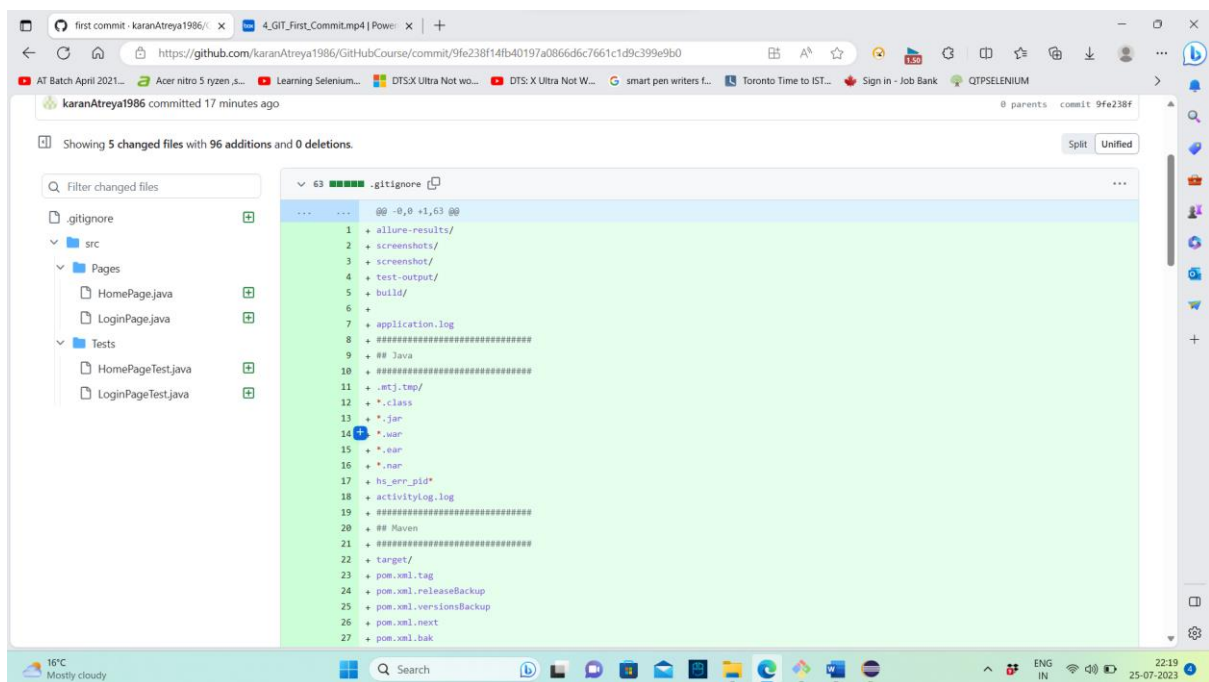 first commit · karanAtreya1986/G
4_GIT_First_Commit.mp4 | Power
https://github.com/karanAtreya1986/GitHubCourse/commit/9fe238f14fb40197a0866d6c7661c1d9c399e9b0
1.50
AT Batch April 2021...
Acer nitro 5 ryzen ,s...
Learning Selenium...
DTS:X Ultra Not wo...
DTS: X Ultra Not W...
smart pen writers f...
Toronto Time to IST...
Sign in - Job Bank
QTPSELENIUM
karanAtreya1986 committed 17 minutes ago
0 parents commit 9fe238f
Showing 5 changed files with 96 additions and 0 deletions.
Split Unified
Filter changed files
.gitignore
src
Pages
HomePage.java
LoginPage.java
Tests
HomePageTest.java
LoginPageTest.java
63 .gitignore
... ... @@ -0,0 +1,63 @@
1 + allure-results/
2 + screenshots/
3 + screenshot/
4 + test-output/
5 + build/
6 +
7 + application.log
8 + ##############################
9 + ## Java
10 + ##############################
11 + .mtj.tmp/
12 + *.class
13 + *.jar
14 + *.war
15 + *.ear
16 + *.nar
17 + hs_err_pid*
18 + activityLog.log
19 + ##############################
20 + ## Maven
21 + ##############################
22 + target/
23 + pom.xml.tag
24 + pom.xml.releaseBackup
25 + pom.xml.versionsBackup
26 + pom.xml.next
27 + pom.xml.bak
16°C
Mostly cloudy
Search
ENG
IN
22:19
25-07-2023
4